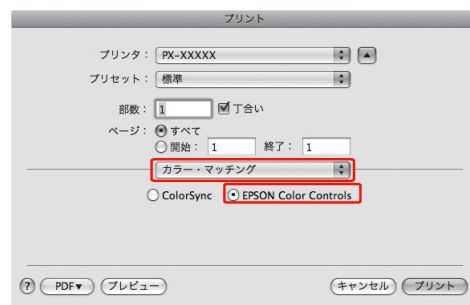 プリント
プリンタ： PX-XXXXX
プリセット： 標準
部数： 1 丁合い
ページ： すべて
開始： 1 終了： 1
カラー・マッチング
ColorSync EPSON Color Controls
? PDF▼ プレビュー キャンセル プリント